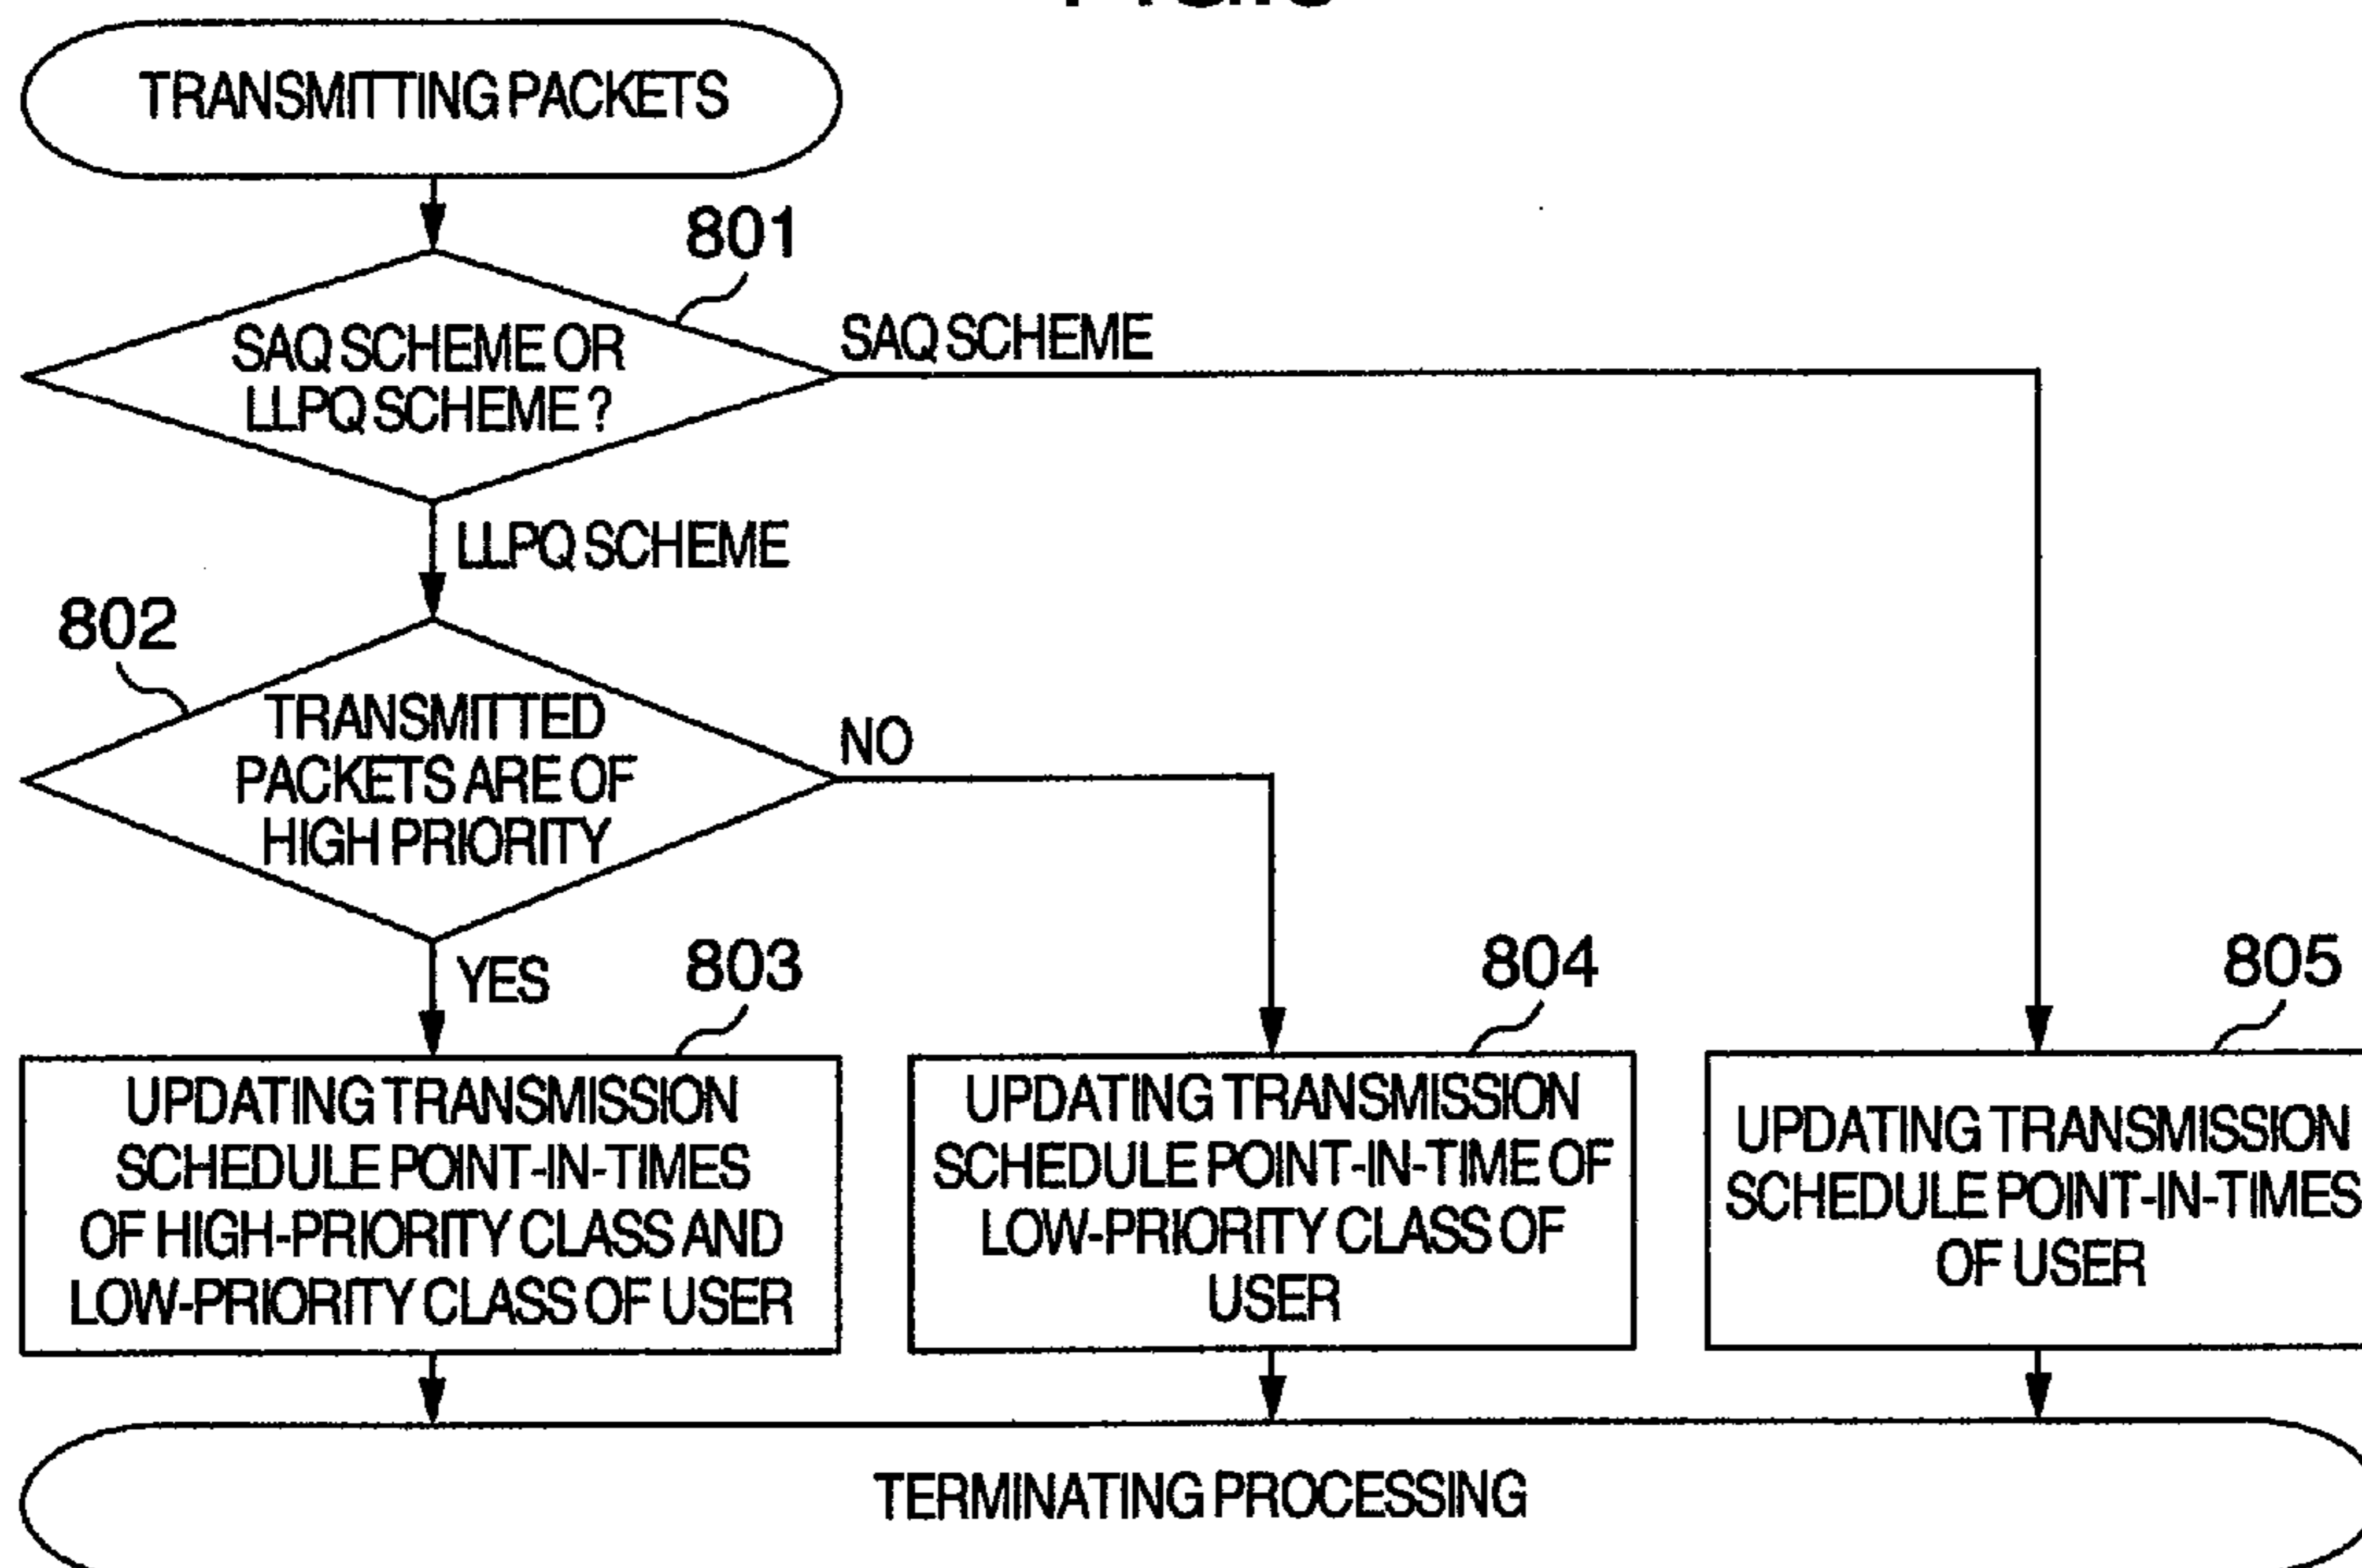 TRANSMITTING PACKETS
801
SAQ SCHEME OR
LLPQ SCHEME ?
SAQ SCHEME
LLPQ SCHEME
802
TRANSMITTED
PACKETS ARE OF
HIGH PRIORITY
NO
YES
803
804
805
UPDATING TRANSMISSION
SCHEDULE POINT-IN-TIMES
OF HIGH-PRIORITY CLASS AND
LOW-PRIORITY CLASS OF USER
UPDATING TRANSMISSION
SCHEDULE POINT-IN-TIME OF
LOW-PRIORITY CLASS OF
USER
UPDATING TRANSMISSION
SCHEDULE POINT-IN-TIMES
OF USER
TERMINATING PROCESSING